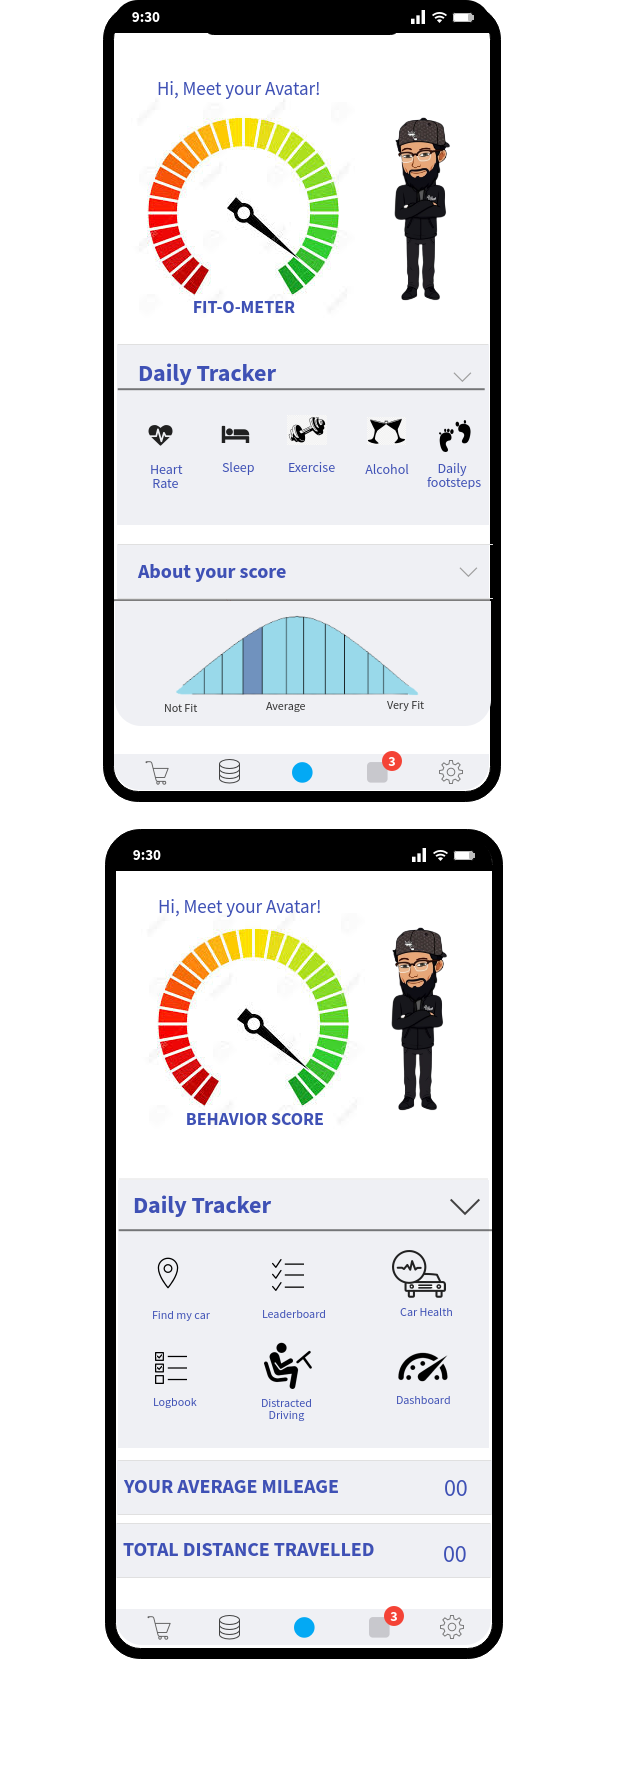 9:30
Hi, Meet your Avatar!
FIT-O-METER
Daily Tracker
Heart
Rate
Sleep
Exercise
Alcohol
Daily
footsteps
About your score
Not Fit
Average
Very Fit
3
9:30
Hi, Meet your Avatar!
BEHAVIOR SCORE
Daily Tracker
Find my car
Leaderboard
Car Health
Logbook
Distracted
Driving
Dashboard
YOUR AVERAGE MILEAGE 00
TOTAL DISTANCE TRAVELLED 00
3